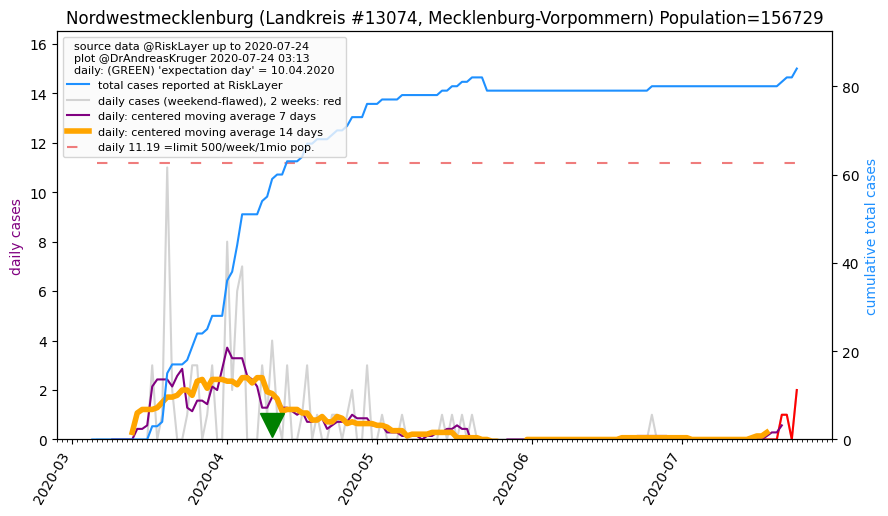 Nordwestmecklenburg (Landkreis #13074, Mecklenburg-Vorpommern) Population=156729
source data @RiskLayer up to 2020-07-24
plot @DrAndreasKruger 2020-07-24 03:13
daily: (GREEN) 'expectation day' = 10.04.2020
total cases reported at RiskLayer
daily cases (weekend-flawed), 2 weeks: red
daily: centered moving average 7 days
daily: centered moving average 14 days
daily 11.19 =limit 500/week/1mio pop.
daily cases
16
14
12
10
8
6
4
2
0
cumulative total cases
80
60
40
20
0
2020-03
2020-04
2020-05
2020-06
2020-07